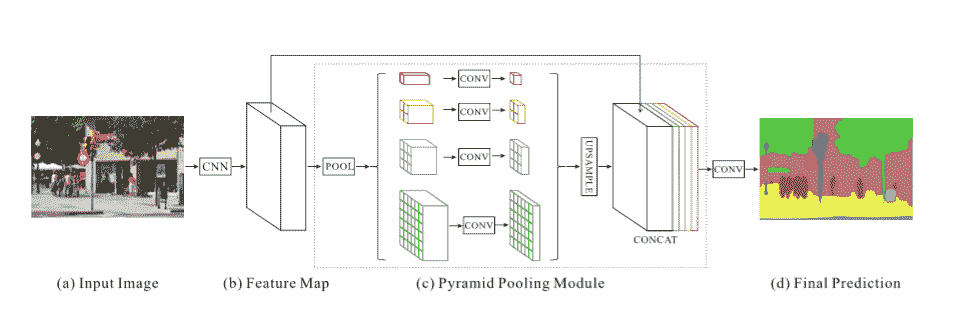 CONV
CONV
CNN
POOL
CONV
UPSAMPLE
CONV
CONV
CONCAT
(a) Input Image
(b) Feature Map
(c) Pyramid Pooling Module
(d) Final Prediction